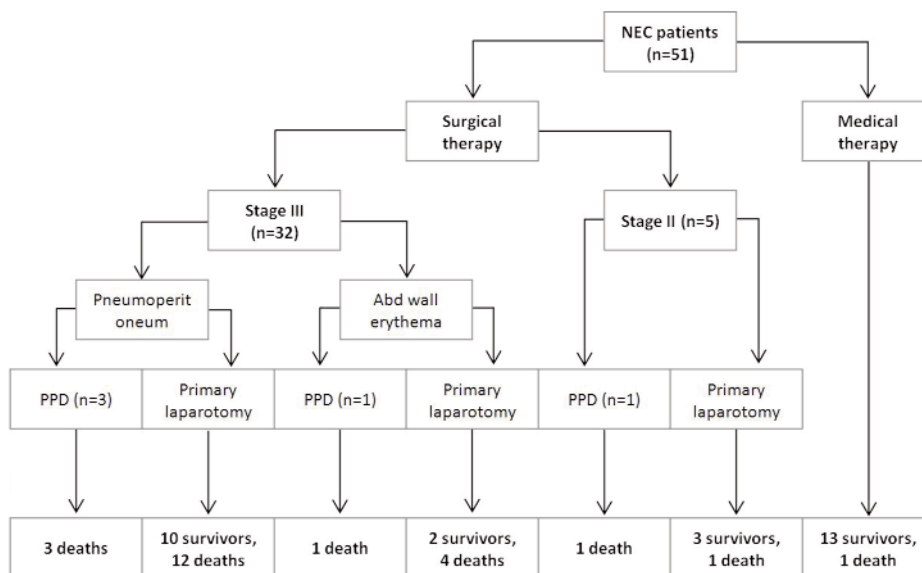 NEC patients
(n=51)
Surgical
therapy
Medical
therapy
Stage III
(n=32)
Stage II (n=5)
Pneumoperit
oneum
Abd wall
erythema
PPD (n=3)
Primary
laparotomy
PPD (n=1)
Primary
laparotomy
PPD (n=1)
Primary
laparotomy
3 deaths
10 survivors,
12 deaths
1 death
2 survivors,
4 deaths
1 death
3 survivors,
1 death
13 survivors,
1 death